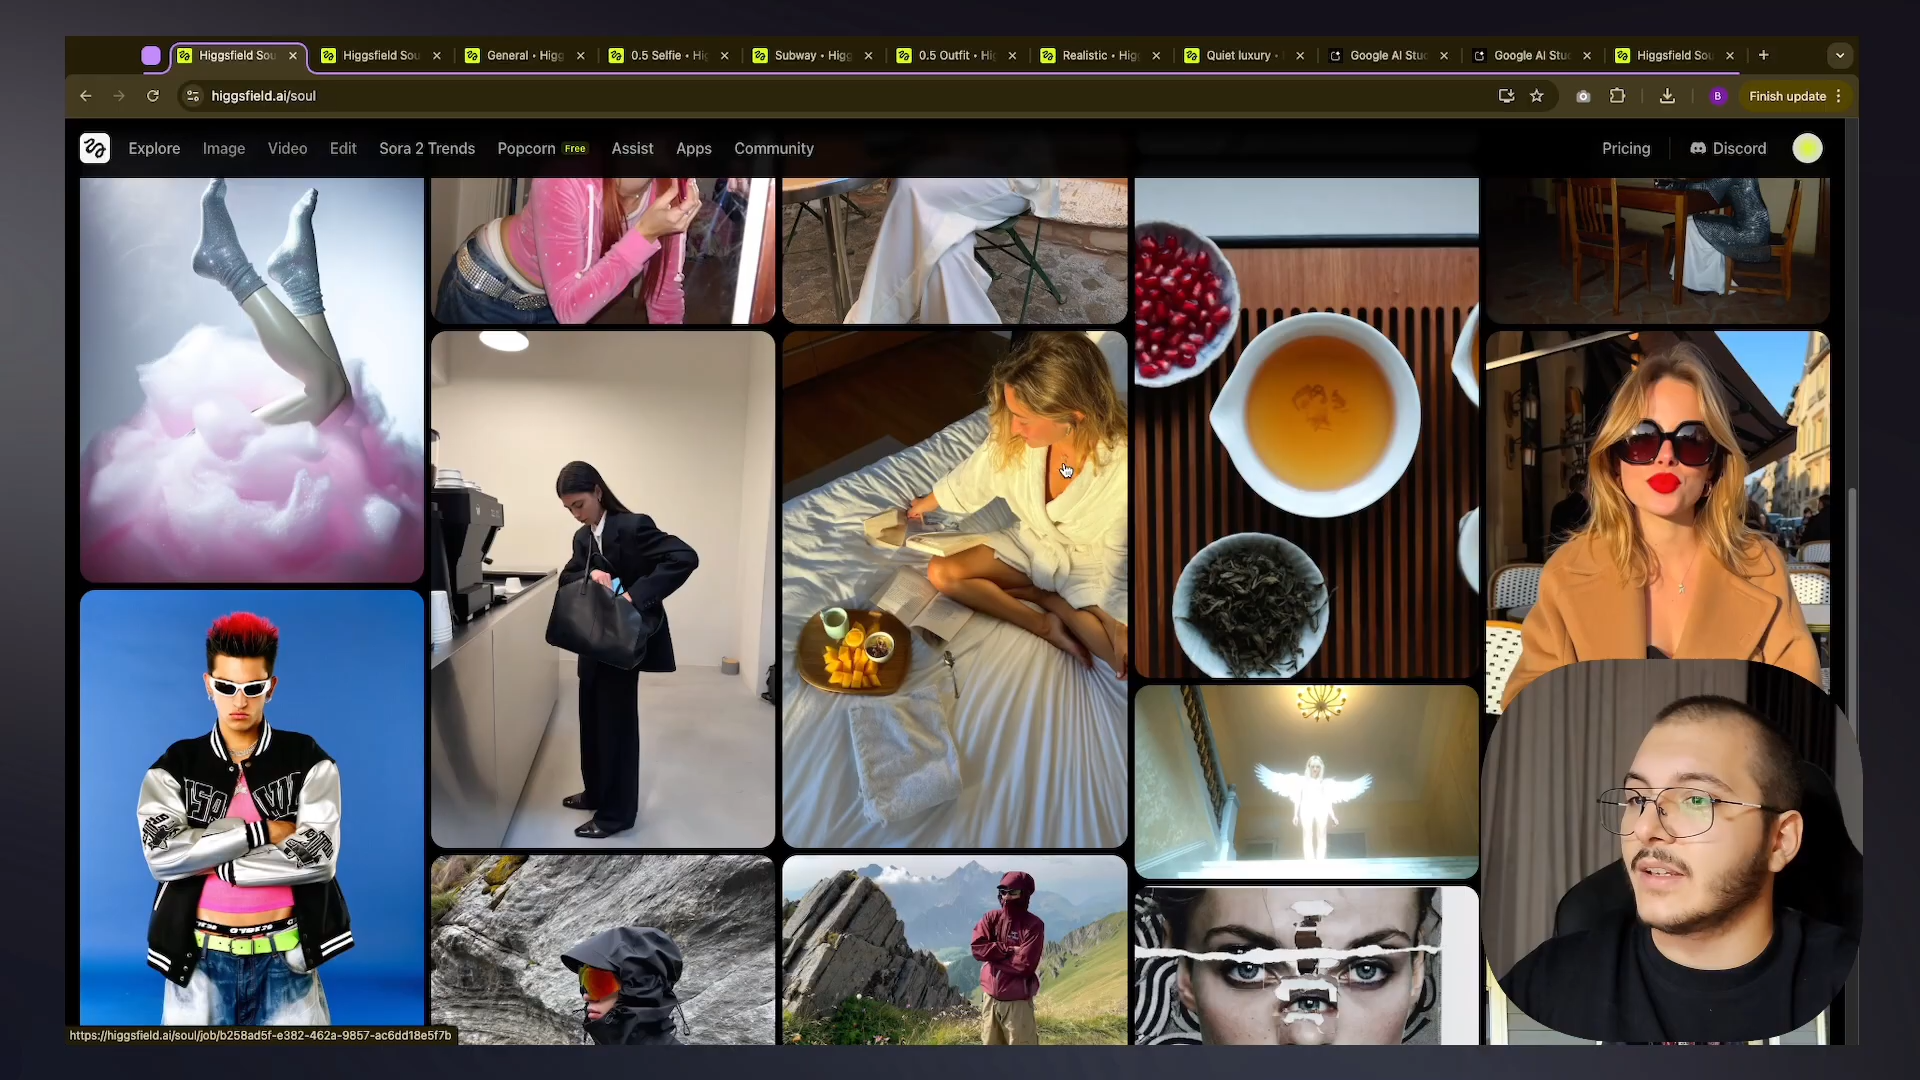 Higgsfield Sou
Higgsfield Sou
General • Higg
0.5 Selfie • Hi
Subway • Higg
0.5 Outfit • Hi
Realistic • Hig
Quiet luxury •
Google AI Stud
Google AI Stud
Higgsfield Sou
higgsfield.ai/soul
B
Finish update
Explore
Image
Video
Edit
Sora 2 Trends
Popcorn
Free
Assist
Apps
Community
Pricing
Discord
https://higgsfield.ai/soul/job/b258ad5f-e382-462a-9857-ac6dd18e5f7b